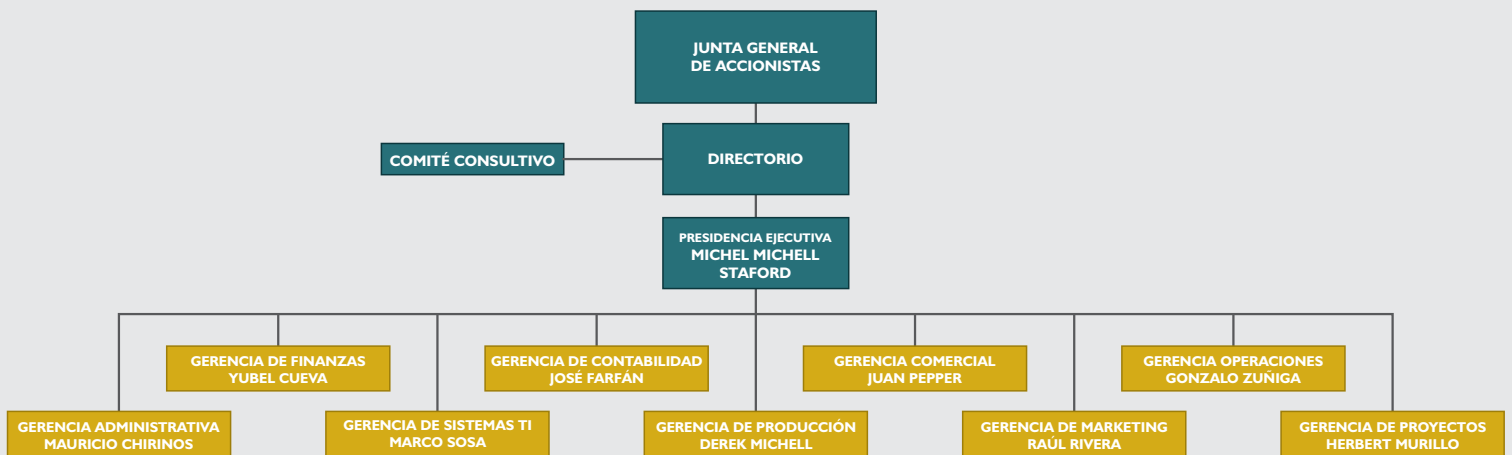 JUNTA GENERAL
DE ACCIONISTAS
COMITÉ CONSULTIVO
DIRECTORIO
PRESIDENCIA EJECUTIVA
MICHEL MICHELL
STAFORD
GERENCIA DE FINANZAS
YUBEL CUEVA
GERENCIA DE CONTABILIDAD
JOSÉ FARFÁN
GERENCIA COMERCIAL
JUAN PEPPER
GERENCIA OPERACIONES
GONZALO ZUÑIGA
GERENCIA ADMINISTRATIVA
MAURICIO CHIRINOS
GERENCIA DE SISTEMAS TI
MARCO SOSA
GERENCIA DE PRODUCCIÓN
DEREK MICHELL
GERENCIA DE MARKETING
RAÚL RIVERA
GERENCIA DE PROYECTOS
HERBERT MURILLO